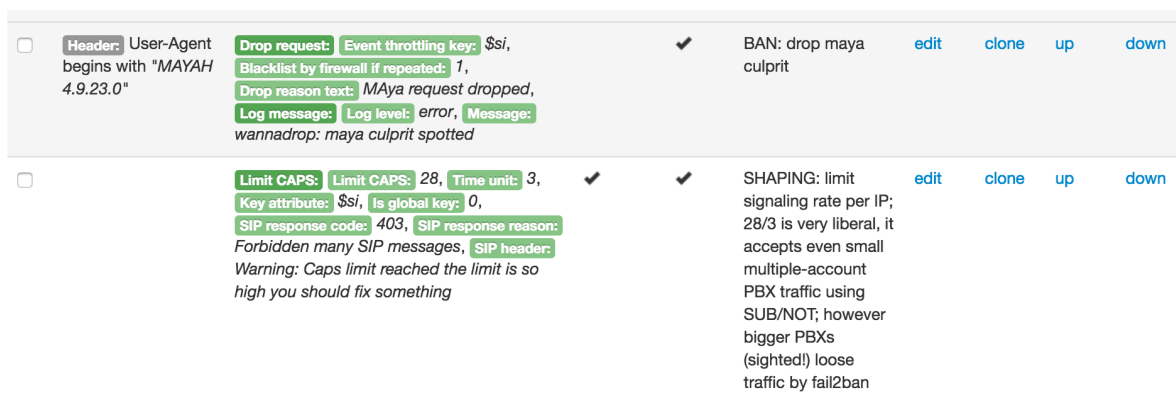 Header: User-Agent
begins with "MAYAH
4.9.23.0"
Drop request: Event throttling key: $si,
Blacklist by firewall if repeated: 1,
Drop reason text: MAya request dropped,
Log message: Log level: error, Message:
wannadrop: maya culprit spotted
BAN: drop maya
culprit
edit clone up down
Limit CAPS: Limit CAPS: 28, Time unit: 3,
Key attribute: $si, Is global key: 0,
SIP response code: 403, SIP response reason:
Forbidden many SIP messages, SIP header:
Warning: Caps limit reached the limit is so
high you should fix something
SHAPING: limit
signaling rate per IP;
28/3 is very liberal, it
accepts even small
multiple-account
PBX traffic using
SUB/NOT; however
bigger PBXs
(sighted!) loose
traffic by fail2ban
edit clone up down